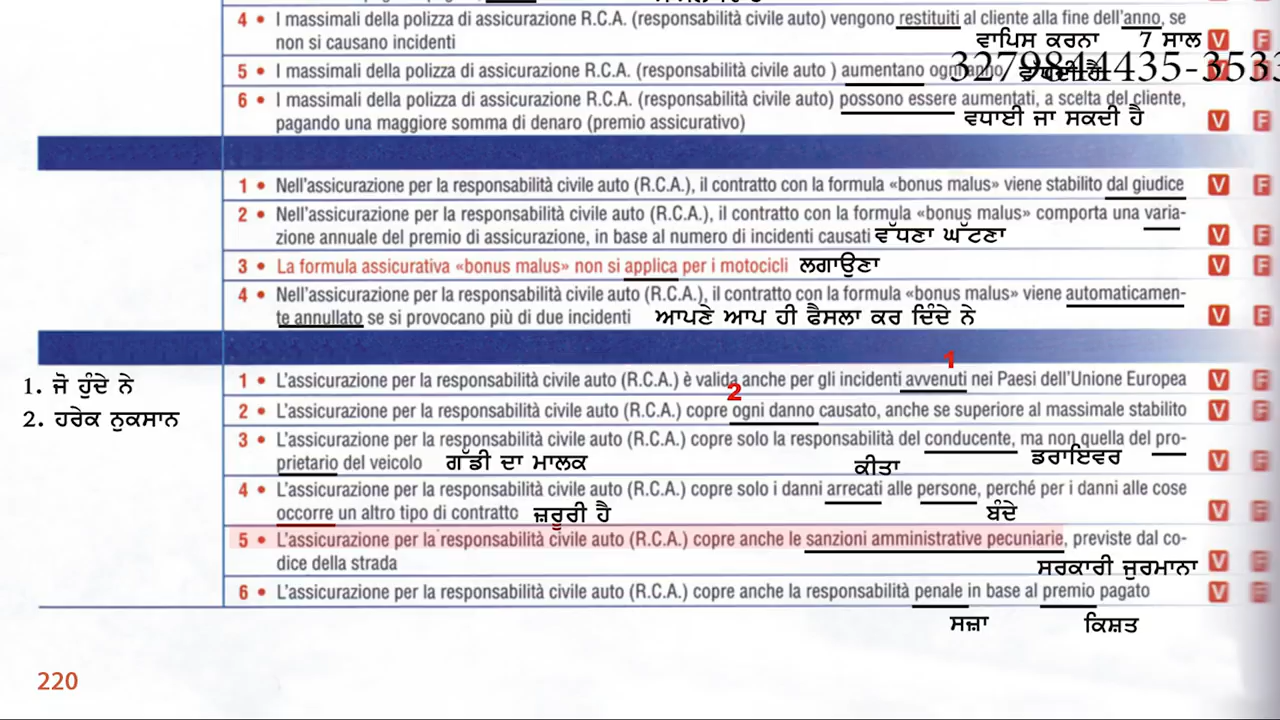 4 • I massimali della polizza di assicurazione R.C.A. (responsabilità civile auto) vengono restituiti al cliente alla fine dell'anno, se
non si causano incidenti ਵਾਪਿਸ ਕਰਨਾ 7 ਸਾਲ V F
5 • I massimali della polizza di assicurazione R.C.A. (responsabilità civile auto ) aumentano ogni anno
3279844435-3533
6 • I massimali della polizza di assicurazione R.C.A. (responsabilità civile auto) possono essere aumentati, a scelta del cliente,
pagando una maggiore somma di denaro (premio assicurativo) ਵਧਾਈ ਜਾ ਸਕਦੀ ਹੈ V F
1 • Nell'assicurazione per la responsabilità civile auto (R.C.A.), il contratto con la formula «bonus malus» viene stabilito dal giudice V F
2 • Nell'assicurazione per la responsabilità civile auto (R.C.A.), il contratto con la formula «bonus malus» comporta una varia-
zione annuale del premio di assicurazione, in base al numero di incidenti causati ਵੱਧਣਾ ਘੱਟਣਾ V F
3 • La formula assicurativa «bonus malus» non si applica per i motocicli ਲਗਾਉਣਾ V F
4 • Nell'assicurazione per la responsabilità civile auto (R.C.A.), il contratto con la formula «bonus malus» viene automaticamen-
te annullato se si provocano più di due incidenti ਆਪਣੇ ਆਪ ਹੀ ਫੈਸਲਾ ਕਰ ਦਿੰਦੇ ਨੇ V F
1
1. ਜੋ ਹੁੰਦੇ ਨੇ
1 • L'assicurazione per la responsabilità civile auto (R.C.A.) è valida anche per gli incidenti avvenuti nei Paesi dell'Unione Europea V F
2
2. ਹਰੇਕ ਨੁਕਸਾਨ
2 • L'assicurazione per la responsabilità civile auto (R.C.A.) copre ogni danno causato, anche se superiore al massimale stabilito V F
3 • L'assicurazione per la responsabilità civile auto (R.C.A.) copre solo la responsabilità del conducente, ma non quella del pro-
prietario del veicolo ਗੱਡੀ ਦਾ ਮਾਲਕ ਕੀਤਾ ਡਰਾਇਵਰ V F
4 • L'assicurazione per la responsabilità civile auto (R.C.A.) copre solo i danni arrecati alle persone, perché per i danni alle cose
occorre un altro tipo di contratto ਜ਼ਰੂਰੀ ਹੈ ਬੰਦੇ V F
5 • L'assicurazione per la responsabilità civile auto (R.C.A.) copre anche le sanzioni amministrative pecuniarie, previste dal co-
dice della strada ਸਰਕਾਰੀ ਜੁਰਮਾਨਾ V F
6 • L'assicurazione per la responsabilità civile auto (R.C.A.) copre anche la responsabilità penale in base al premio pagato V F
ਸਜ਼ਾ ਕਿਸ਼ਤ
220